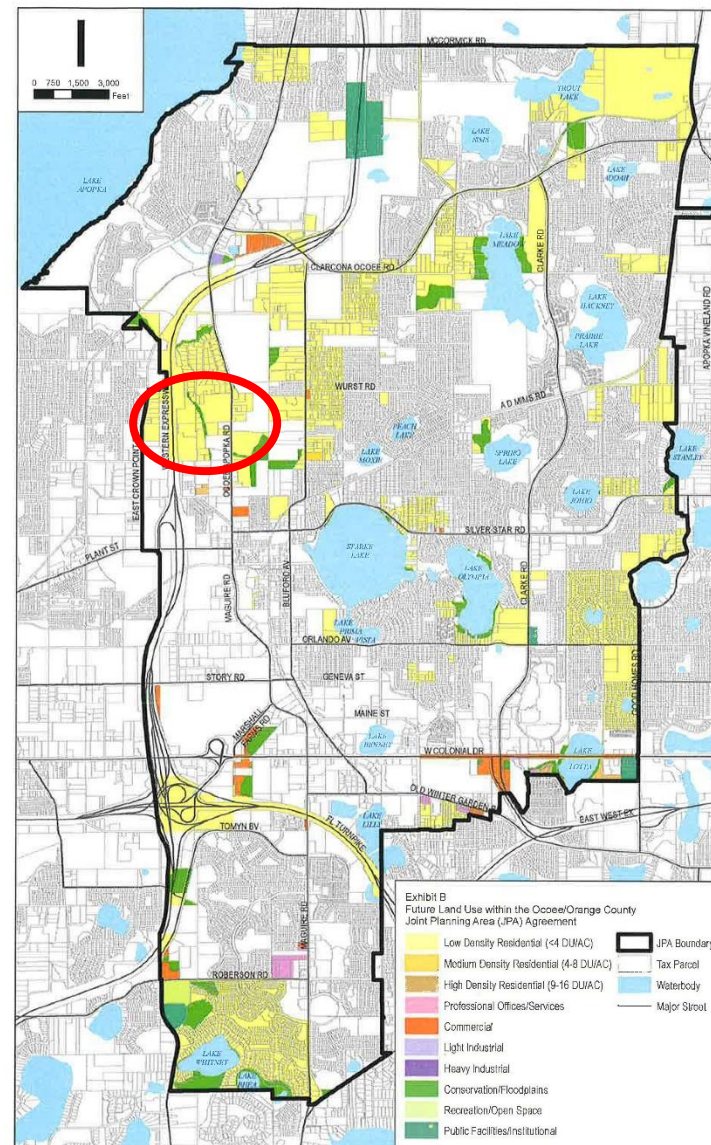 0 750 1,500 3,000
Feet
MCCORMICK RD
TROUT
LAKE
LAKE
SIMS
LAKE
ADDAH
LAKE
APOPKA
LAKE
MEADOW
CLARKE RD
CLARCONA OCOEE RD
LAKE
HACKNEY
PRAIRIE
LAKE
APOPKA VINELAND RD
WURST RD
A D MIMS RD
PEACH
LAKE
LAKE
MOXIE
SPRING
LAKE
LAKE
STANLEY
EAST CROWN POINT
LAKE
JOHIO
SILVER STAR RD
PLANT ST
STARKE
LAKE
MAGUIRE RD
BLUFORD AV
LAKE
OLYMPIA
CLARKE RD
LAKE
PRIMA
VISTA
ORLANDO AV
STORY RD
GENEVA ST
GOOD HOMES RD
MAINE ST
MARSHALL
FARMS RD
LAKE
BENNET
W COLONIAL DR
LAKE
LOTTA
OLD WINTER GARDEN
EAST WEST EX
LAKE
LILLY
FL TURNPIKE
TOMYN BV
MAGUIRE RD
ROBERSON RD
LAKE
WHITNEY
LAKE
RHEA
Exhibit B
Future Land Use within the Ocoee/Orange County
Joint Planning Area (JPA) Agreement
Low Density Residential (<4 DU/AC)
Medium Density Residential (4-8 DU/AC)
High Density Residential (9-16 DU/AC)
Professional Offices/Services
Commercial
Light Industrial
Heavy Industrial
Conservation/Floodplains
Recreation/Open Space
Public Facilities/Institutional
JPA Boundary
Tax Parcel
Waterbody
Major Street